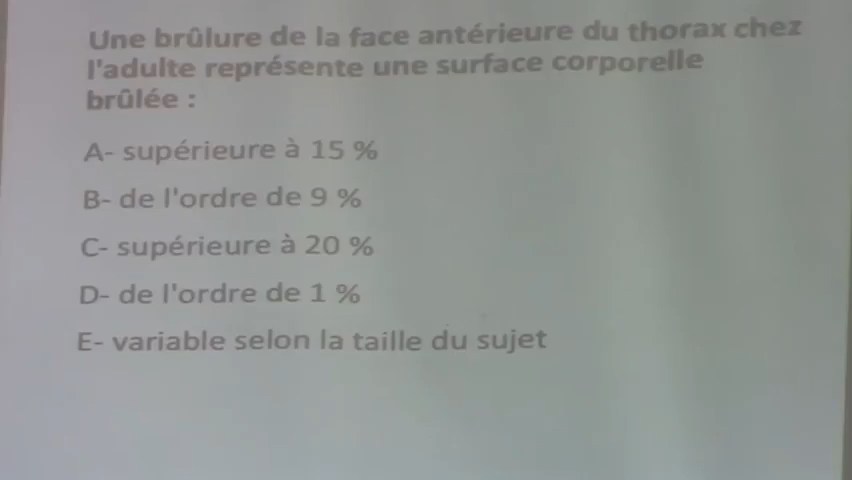 Une brûlure de la face antérieure du thorax chez
l'adulte représente une surface corporelle
brûlée :
A- supérieure à 15 %
B- de l'ordre de 9 %
C- supérieure à 20 %
D- de l'ordre de 1 %
E- variable selon la taille du sujet